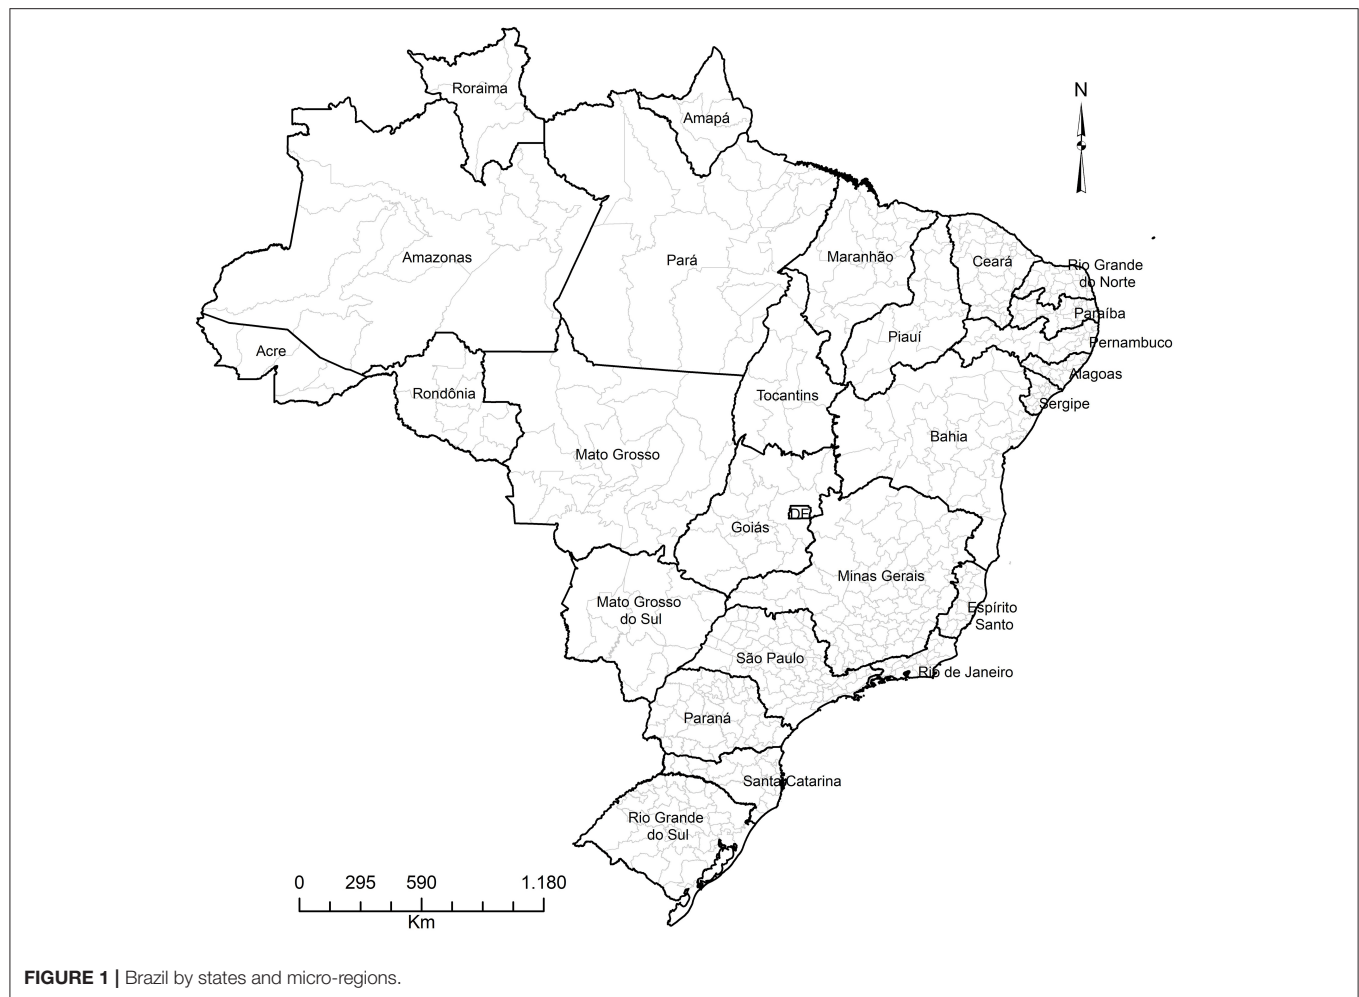 N
Roraima
Amapá
Amazonas
Pará
Maranhão
Ceará
Rio Grande
do Norte
Paraíba
Piauí
Pernambuco
Acre
Alagoas
Rondônia
Tocantins
Sergipe
Bahia
Mato Grosso
DF
Goiás
Minas Gerais
Mato Grosso
do Sul
Espírito
Santo
São Paulo
Rio de Janeiro
Paraná
Santa Catarina
Rio Grande
do Sul
0 295 590 1.180
Km
FIGURE 1 | Brazil by states and micro-regions.